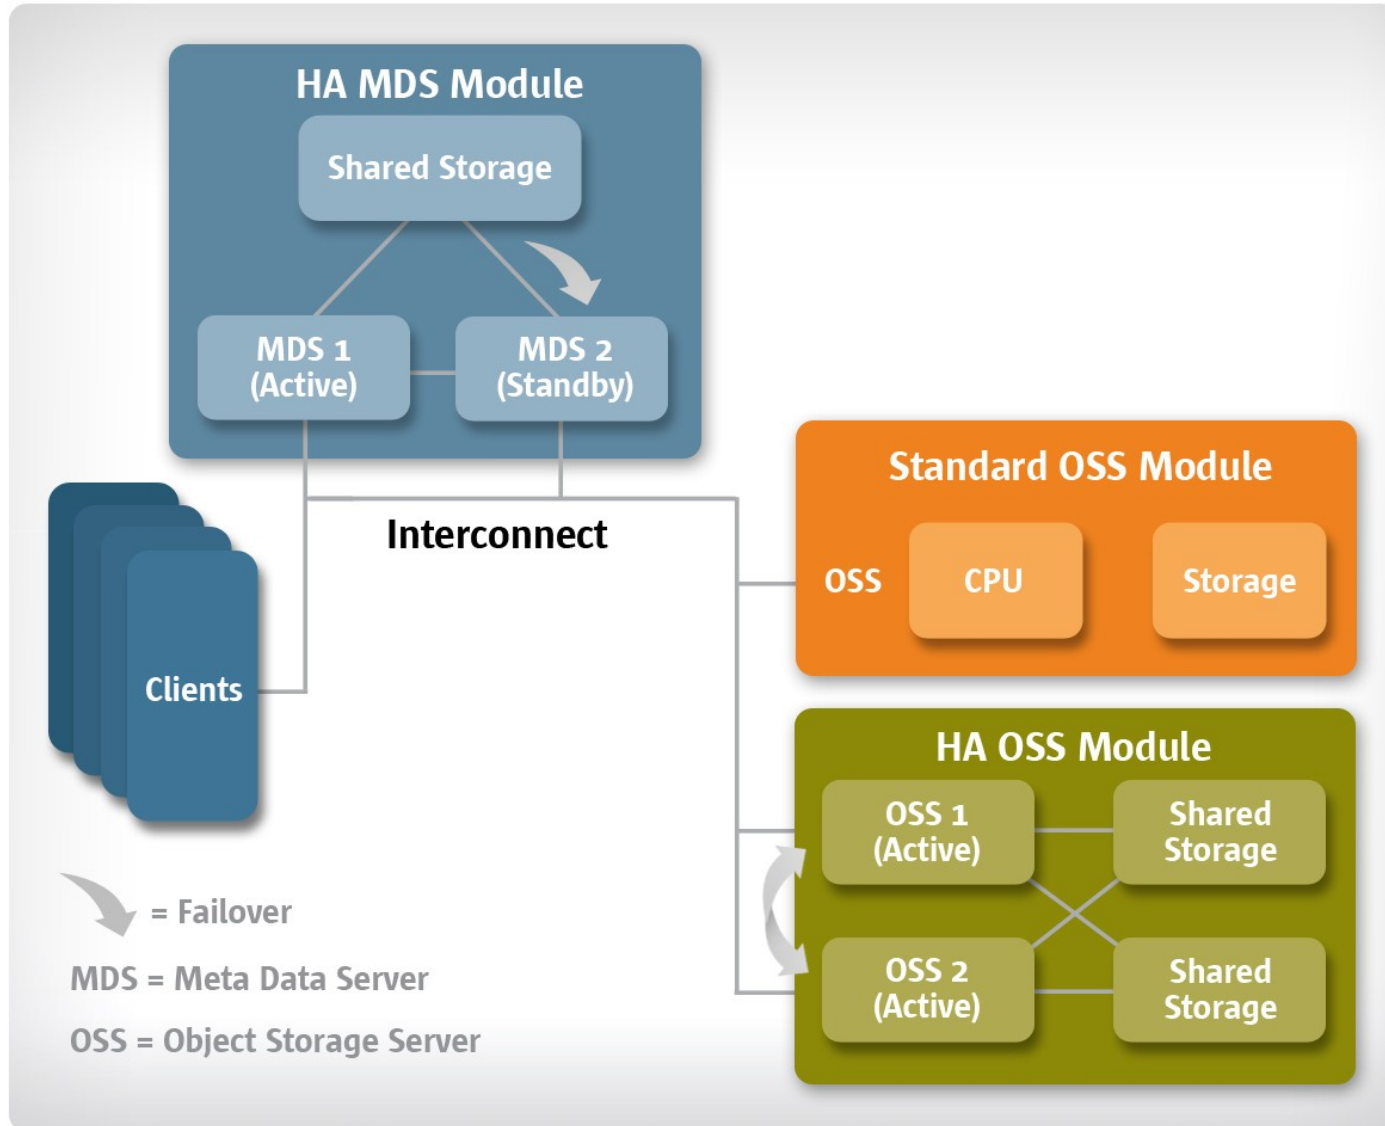 HA MDS Module
Shared Storage
MDS 1
(Active)
MDS 2
(Standby)
Interconnect
Clients
Standard OSS Module
OSS
CPU
Storage
HA OSS Module
OSS 1
(Active)
Shared
Storage
OSS 2
(Active)
Shared
Storage
= Failover
MDS = Meta Data Server
OSS = Object Storage Server